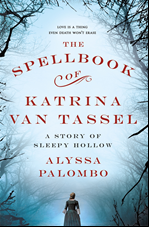 LOVE IS A THING
EVEN DEATH WON'T ERASE
THE
SPELLBOOK
OF
KATRINA
VAN TASSEL
A STORY OF
SLEEPY HOLLOW
ALYSSA
PALOMBO